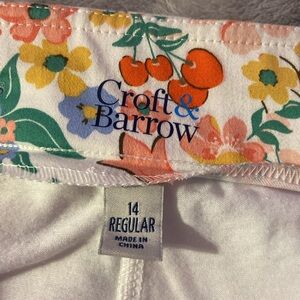 Croft &
Barrow
14
REGULAR
MADE IN
CHINA